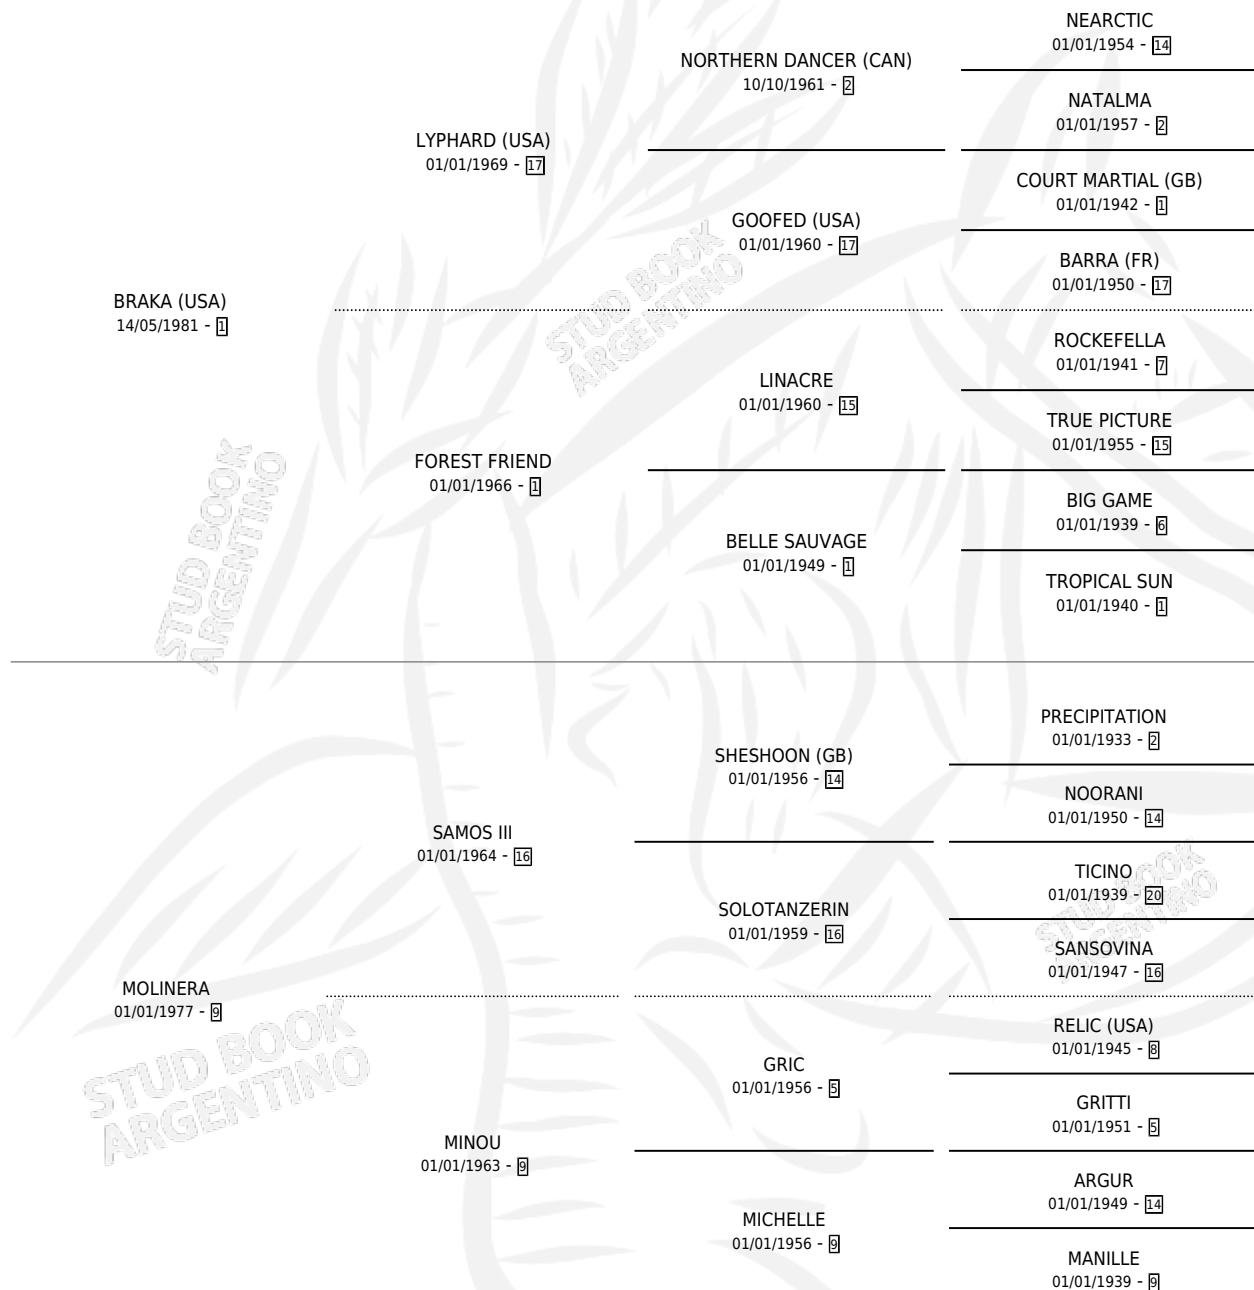 NEARCTIC
01/01/1954 - 14
NORTHERN DANCER (CAN)
10/10/1961 - 2
NATALMA
01/01/1957 - 2
LYPHARD (USA)
01/01/1969 - 17
COURT MARTIAL (GB)
01/01/1942 - 1
GOOFED (USA)
01/01/1960 - 17
BARRA (FR)
01/01/1950 - 17
BRAKA (USA)
14/05/1981 - 1
STUD BOOK
ARGENTINO
ROCKEFELLA
01/01/1941 - 7
LINACRE
01/01/1960 - 15
TRUE PICTURE
01/01/1955 - 15
FOREST FRIEND
01/01/1966 - 1
BIG GAME
01/01/1939 - 6
BELLE SAUVAGE
01/01/1949 - 1
TROPICAL SUN
01/01/1940 - 1
STUD BOOK
ARGENTINO
PRECIPITATION
01/01/1933 - 2
SHESHOON (GB)
01/01/1956 - 14
NOORANI
01/01/1950 - 14
SAMOS III
01/01/1964 - 16
TICINO
01/01/1939 - 20
SOLOTANZERIN
01/01/1959 - 16
SANSOVINA
01/01/1947 - 16
STUD BOOK
ARGENTINO
MOLINERA
01/01/1977 - 9
RELIC (USA)
01/01/1945 - 8
GRIC
01/01/1956 - 5
GRITTI
01/01/1951 - 5
STUD BOOK
ARGENTINO
MINOU
01/01/1963 - 9
ARGUR
01/01/1949 - 14
MICHELLE
01/01/1956 - 9
MANILLE
01/01/1939 - 9